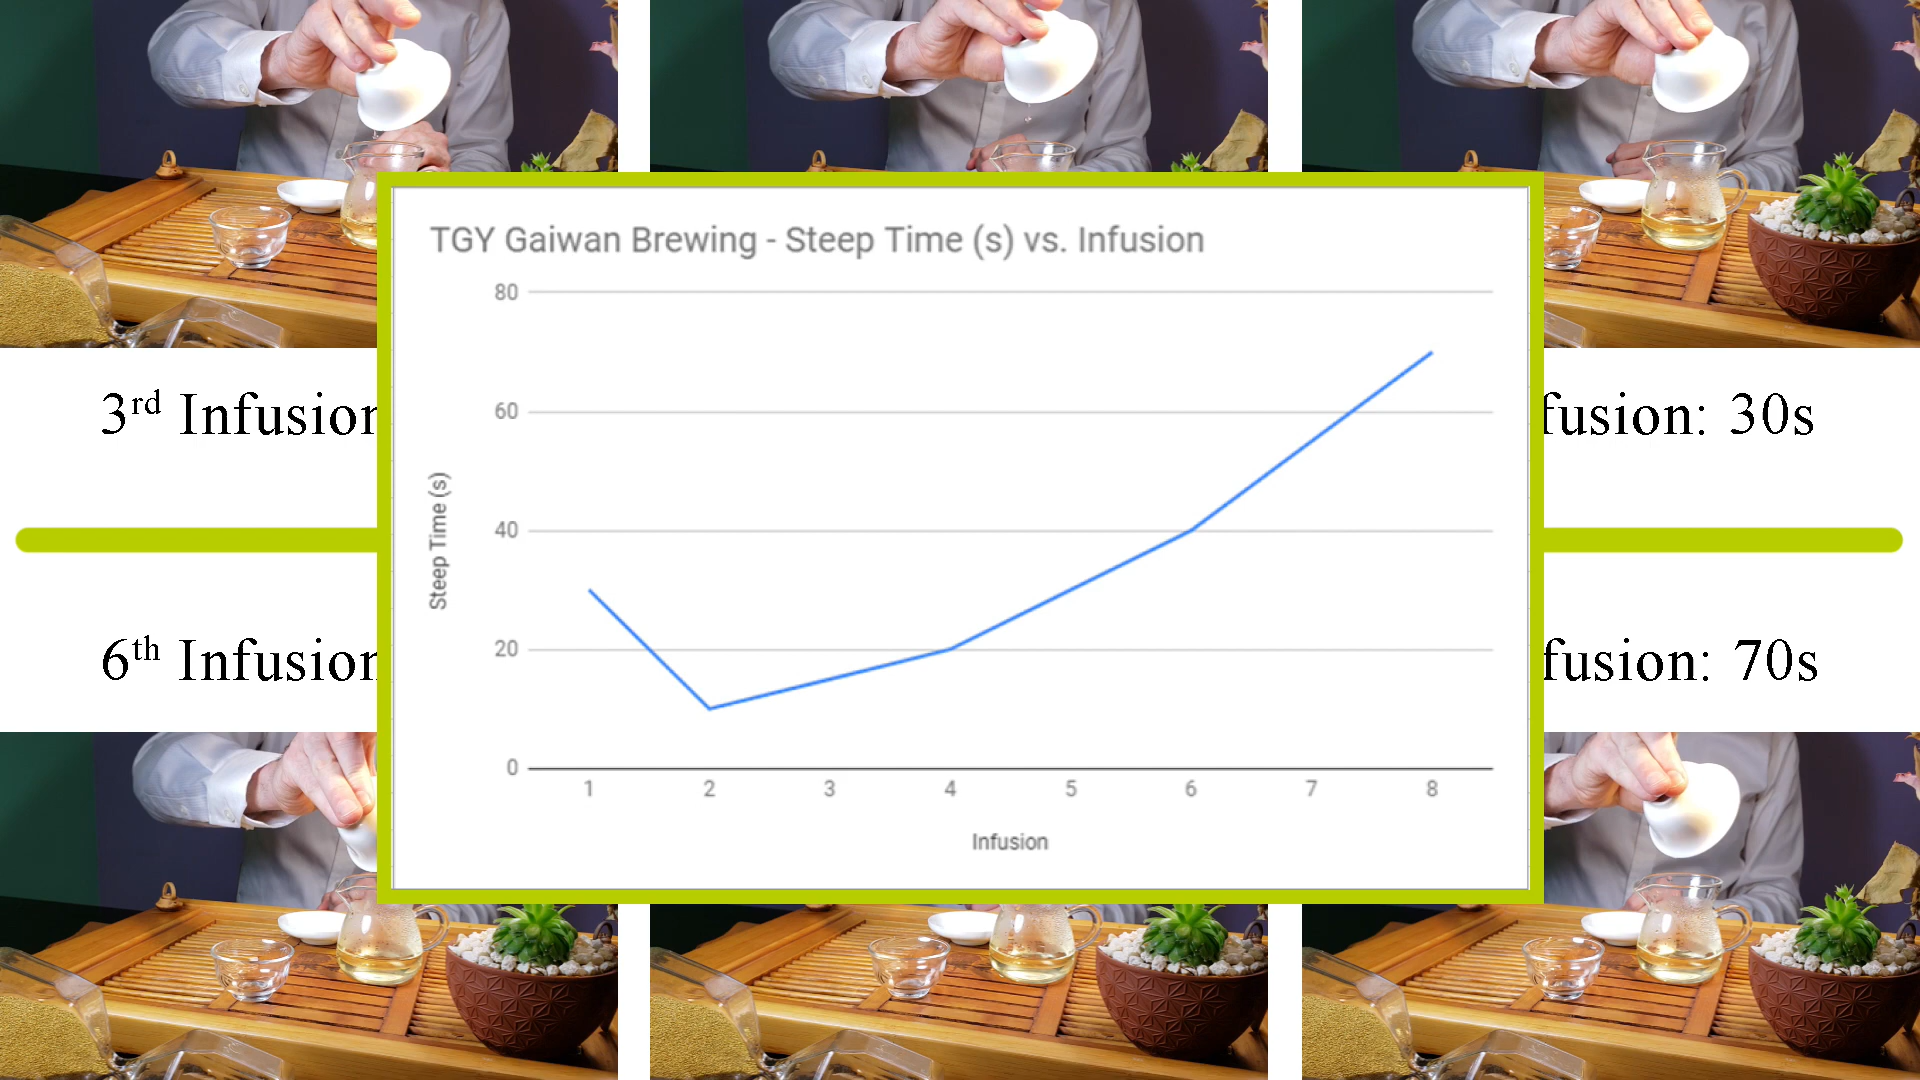 TGY Gaiwan Brewing - Steep Time (s) vs. Infusion
80
60
40
20
0
Steep Time (s)
1 2 3 4 5 6 7 8
Infusion
3rd Infusion
fusion: 30s
6th Infusion
fusion: 70s